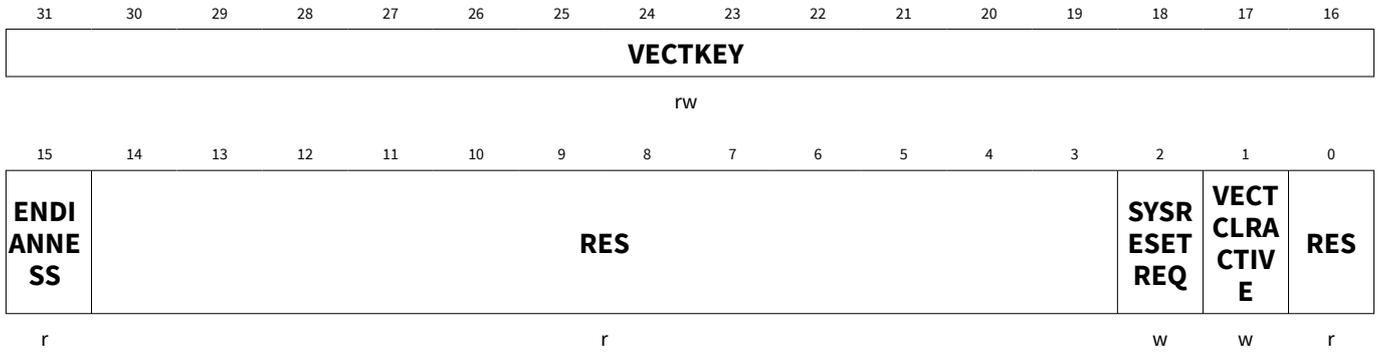 31 30 29 28 27 26 25 24 23 22 21 20 19 18 17 16
VECTKEY
rw
15 14 13 12 11 10 9 8 7 6 5 4 3 2 1 0
ENDI
ANNE
SS
RES
SYSR
ESET
REQ
VECT
CLRA
CTIV
E
RES
r r w w r